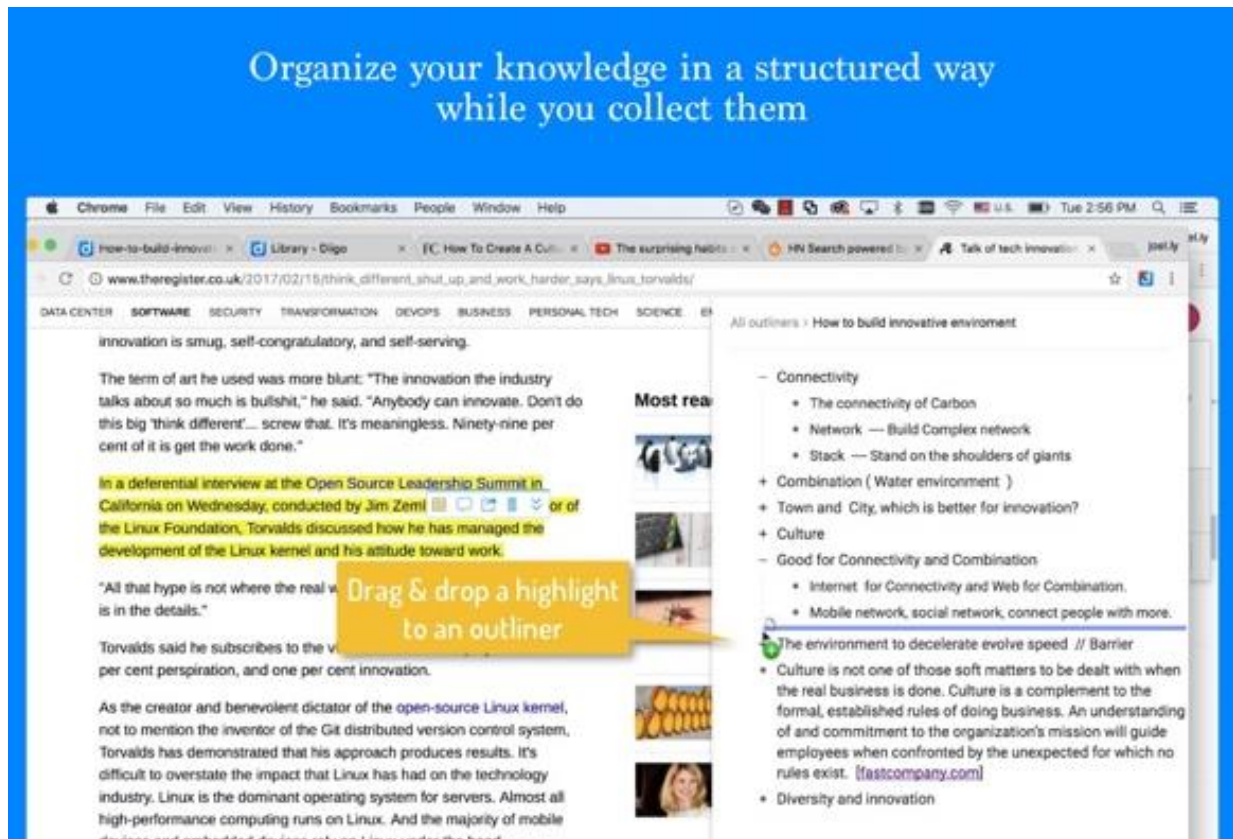 Organize your knowledge in a structured way
while you collect them
Chrome File Edit View History Bookmarks People Window Help
U.S. Tue 2:56 PM
How-to-build-innovati Library - Diigo How To Create A Cultu The surprising habits HN Search powered b Talk of tech innovation joel.ly
www.theregister.co.uk/2017/02/15/think_different_shut_up_and_work_harder_says_linus_torvalds/
DATA CENTER SOFTWARE SECURITY TRANSFORMATION DEVOPS BUSINESS PERSONAL TECH SCIENCE
innovation is smug, self-congratulatory, and self-serving.
The term of art he used was more blunt: "The innovation the industry
talks about so much is bullshit," he said. "Anybody can innovate. Don't do
this big 'think different'... screw that. It's meaningless. Ninety-nine per
cent of it is get the work done."
In a deferential interview at the Open Source Leadership Summit in
California on Wednesday, conducted by Jim Zeml or of
the Linux Foundation, Torvalds discussed how he has managed the
development of the Linux kernel and his attitude toward work.
"All that hype is not where the real w
is in the details."
Torvalds said he subscribes to the v
per cent perspiration, and one per cent innovation.
As the creator and benevolent dictator of the open-source Linux kernel,
not to mention the inventor of the Git distributed version control system,
Torvalds has demonstrated that his approach produces results. It's
difficult to overstate the impact that Linux has had on the technology
industry. Linux is the dominant operating system for servers. Almost all
high-performance computing runs on Linux. And the majority of mobile
Most rea
Drag & drop a highlight
to an outliner
All outliners > How to build innovative enviroment
− Connectivity
• The connectivity of Carbon
• Network — Build Complex network
• Stack — Stand on the shoulders of giants
+ Combination ( Water environment )
+ Town and City, which is better for innovation?
+ Culture
− Good for Connectivity and Combination
• Internet for Connectivity and Web for Combination.
• Mobile network, social network, connect people with more.
The environment to decelerate evolve speed // Barrier
• Culture is not one of those soft matters to be dealt with when
the real business is done. Culture is a complement to the
formal, established rules of doing business. An understanding
of and commitment to the organization's mission will guide
employees when confronted by the unexpected for which no
rules exist. [fastcompany.com]
• Diversity and innovation